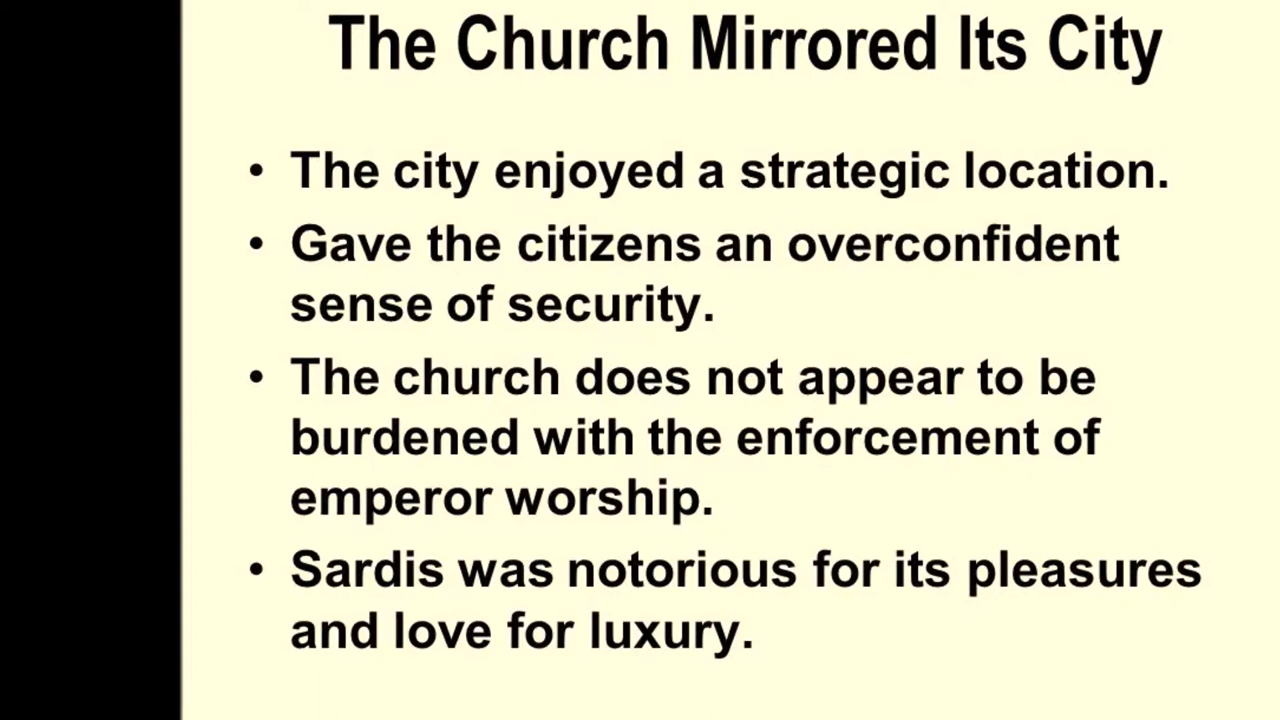 The Church Mirrored Its City
• The city enjoyed a strategic location.
• Gave the citizens an overconfident
sense of security.
• The church does not appear to be
burdened with the enforcement of
emperor worship.
• Sardis was notorious for its pleasures
and love for luxury.